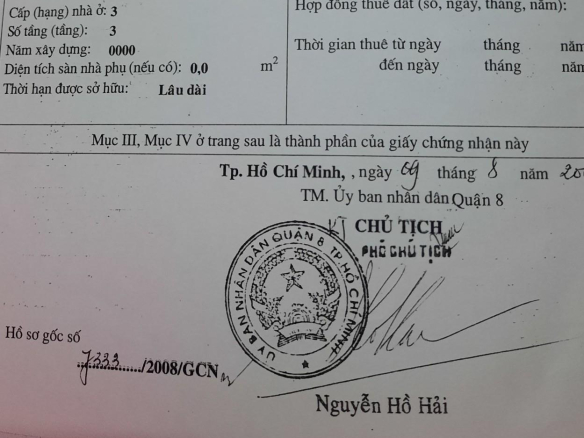 Cấp (hạng) nhà ở: 3
Số tầng (tầng): 3
Năm xây dựng: 0000
Diện tích sàn nhà phụ (nếu có): 0,0 m²
Thời hạn được sở hữu: Lâu dài
Hợp đồng thuê đất (số, ngày, tháng, năm):
Thời gian thuê từ ngày tháng năm
đến ngày tháng năm
Mục III, Mục IV ở trang sau là thành phần của giấy chứng nhận này
Tp. Hồ Chí Minh, , ngày 09 tháng 8 năm 20
TM. Ủy ban nhân dân Quận 8
KT CHỦ TỊCH
PHÓ CHỦ TỊCH
ỦY BAN NHÂN DÂN QUẬN 8 TP. HỒ CHÍ MINH
Hồ sơ gốc số
7333/2008/GCN
Nguyễn Hồ Hải